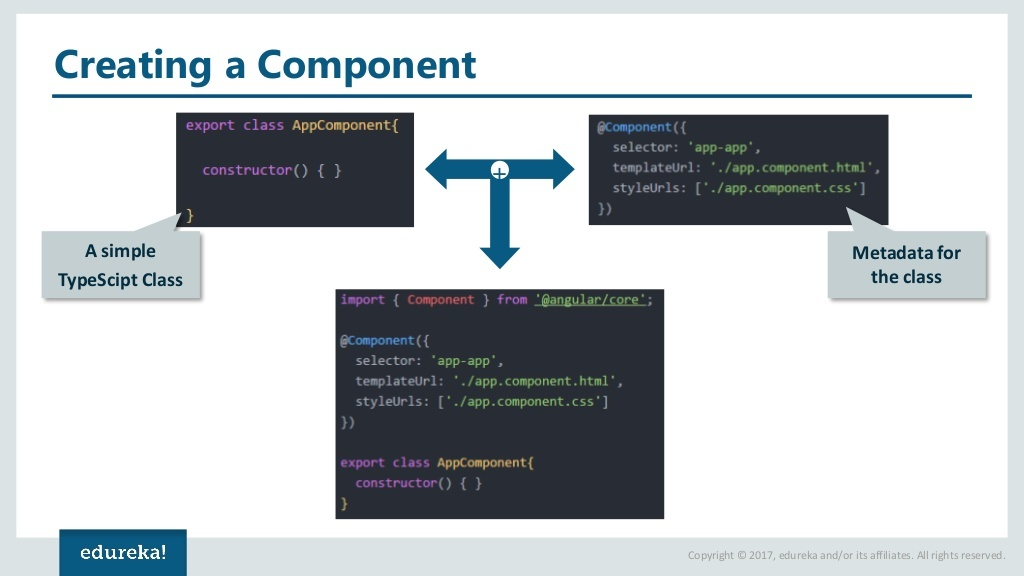 Creating a Component
export class AppComponent{
constructor() { }
}
@Component({
selector: 'app-app',
templateUrl: './app.component.html',
styleUrls: ['./app.component.css']
})
+
A simple
TypeScipt Class
Metadata for
the class
import { Component } from '@angular/core';
@Component({
selector: 'app-app',
templateUrl: './app.component.html',
styleUrls: ['./app.component.css']
})
export class AppComponent{
constructor() { }
}
edureka!
Copyright © 2017, edureka and/or its affiliates. All rights reserved.